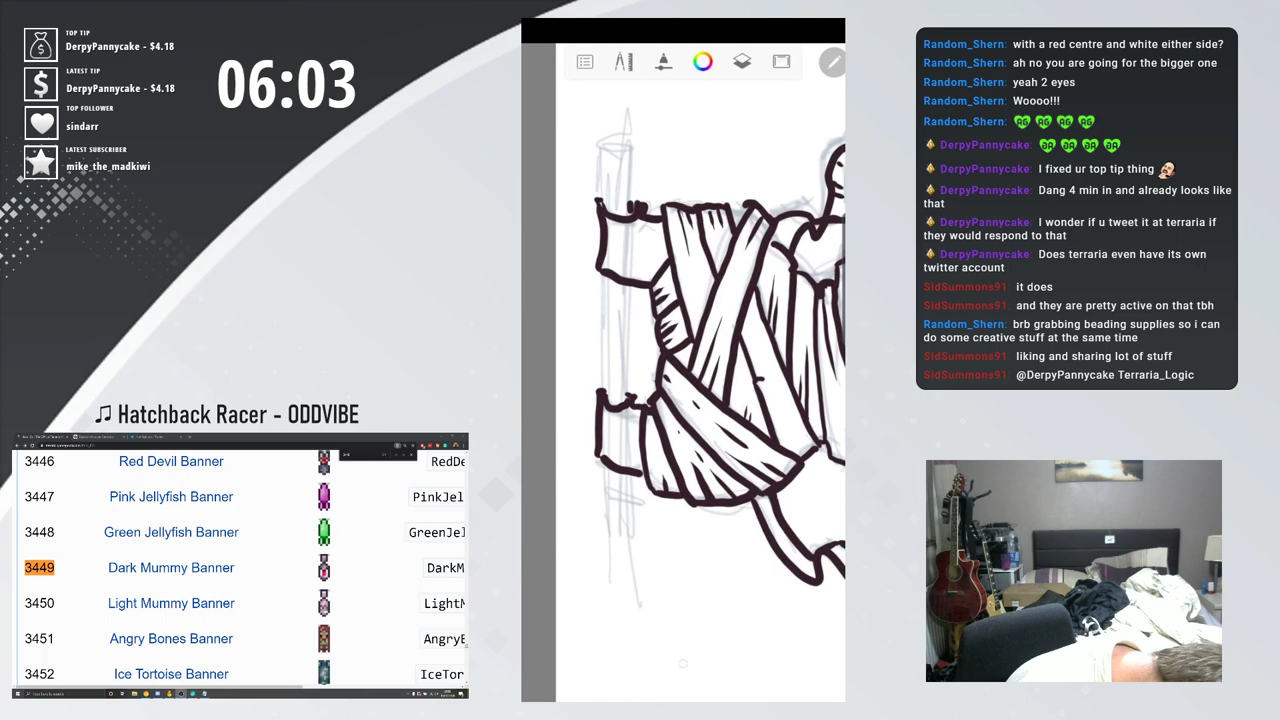 TOP TIP
DerpyPannycake - $4.18
LATEST TIP
DerpyPannycake - $4.18
TOP FOLLOWER
sindarr
LATEST SUBSCRIBER
mike_the_madkiwi
06:03
♫ Hatchback Racer - ODDVIBE
3446 Red Devil Banner RedDe
3447 Pink Jellyfish Banner PinkJel
3448 Green Jellyfish Banner GreenJel
3449 Dark Mummy Banner DarkM
3450 Light Mummy Banner LightM
3451 Angry Bones Banner AngryB
3452 Ice Tortoise Banner IceTor
Random_Shern: with a red centre and white either side?
Random_Shern: ah no you are going for the bigger one
Random_Shern: yeah 2 eyes
Random_Shern: Woooo!!!
Random_Shern:
DerpyPannycake:
DerpyPannycake: I fixed ur top tip thing
DerpyPannycake: Dang 4 min in and already looks like
that
DerpyPannycake: I wonder if u tweet it at terraria if
they would respond to that
DerpyPannycake: Does terraria even have its own
twitter account
SidSummons91: it does
SidSummons91: and they are pretty active on that tbh
Random_Shern: brb grabbing beading supplies so i can
do some creative stuff at the same time
SidSummons91: liking and sharing lot of stuff
SidSummons91: @DerpyPannycake Terraria_Logic